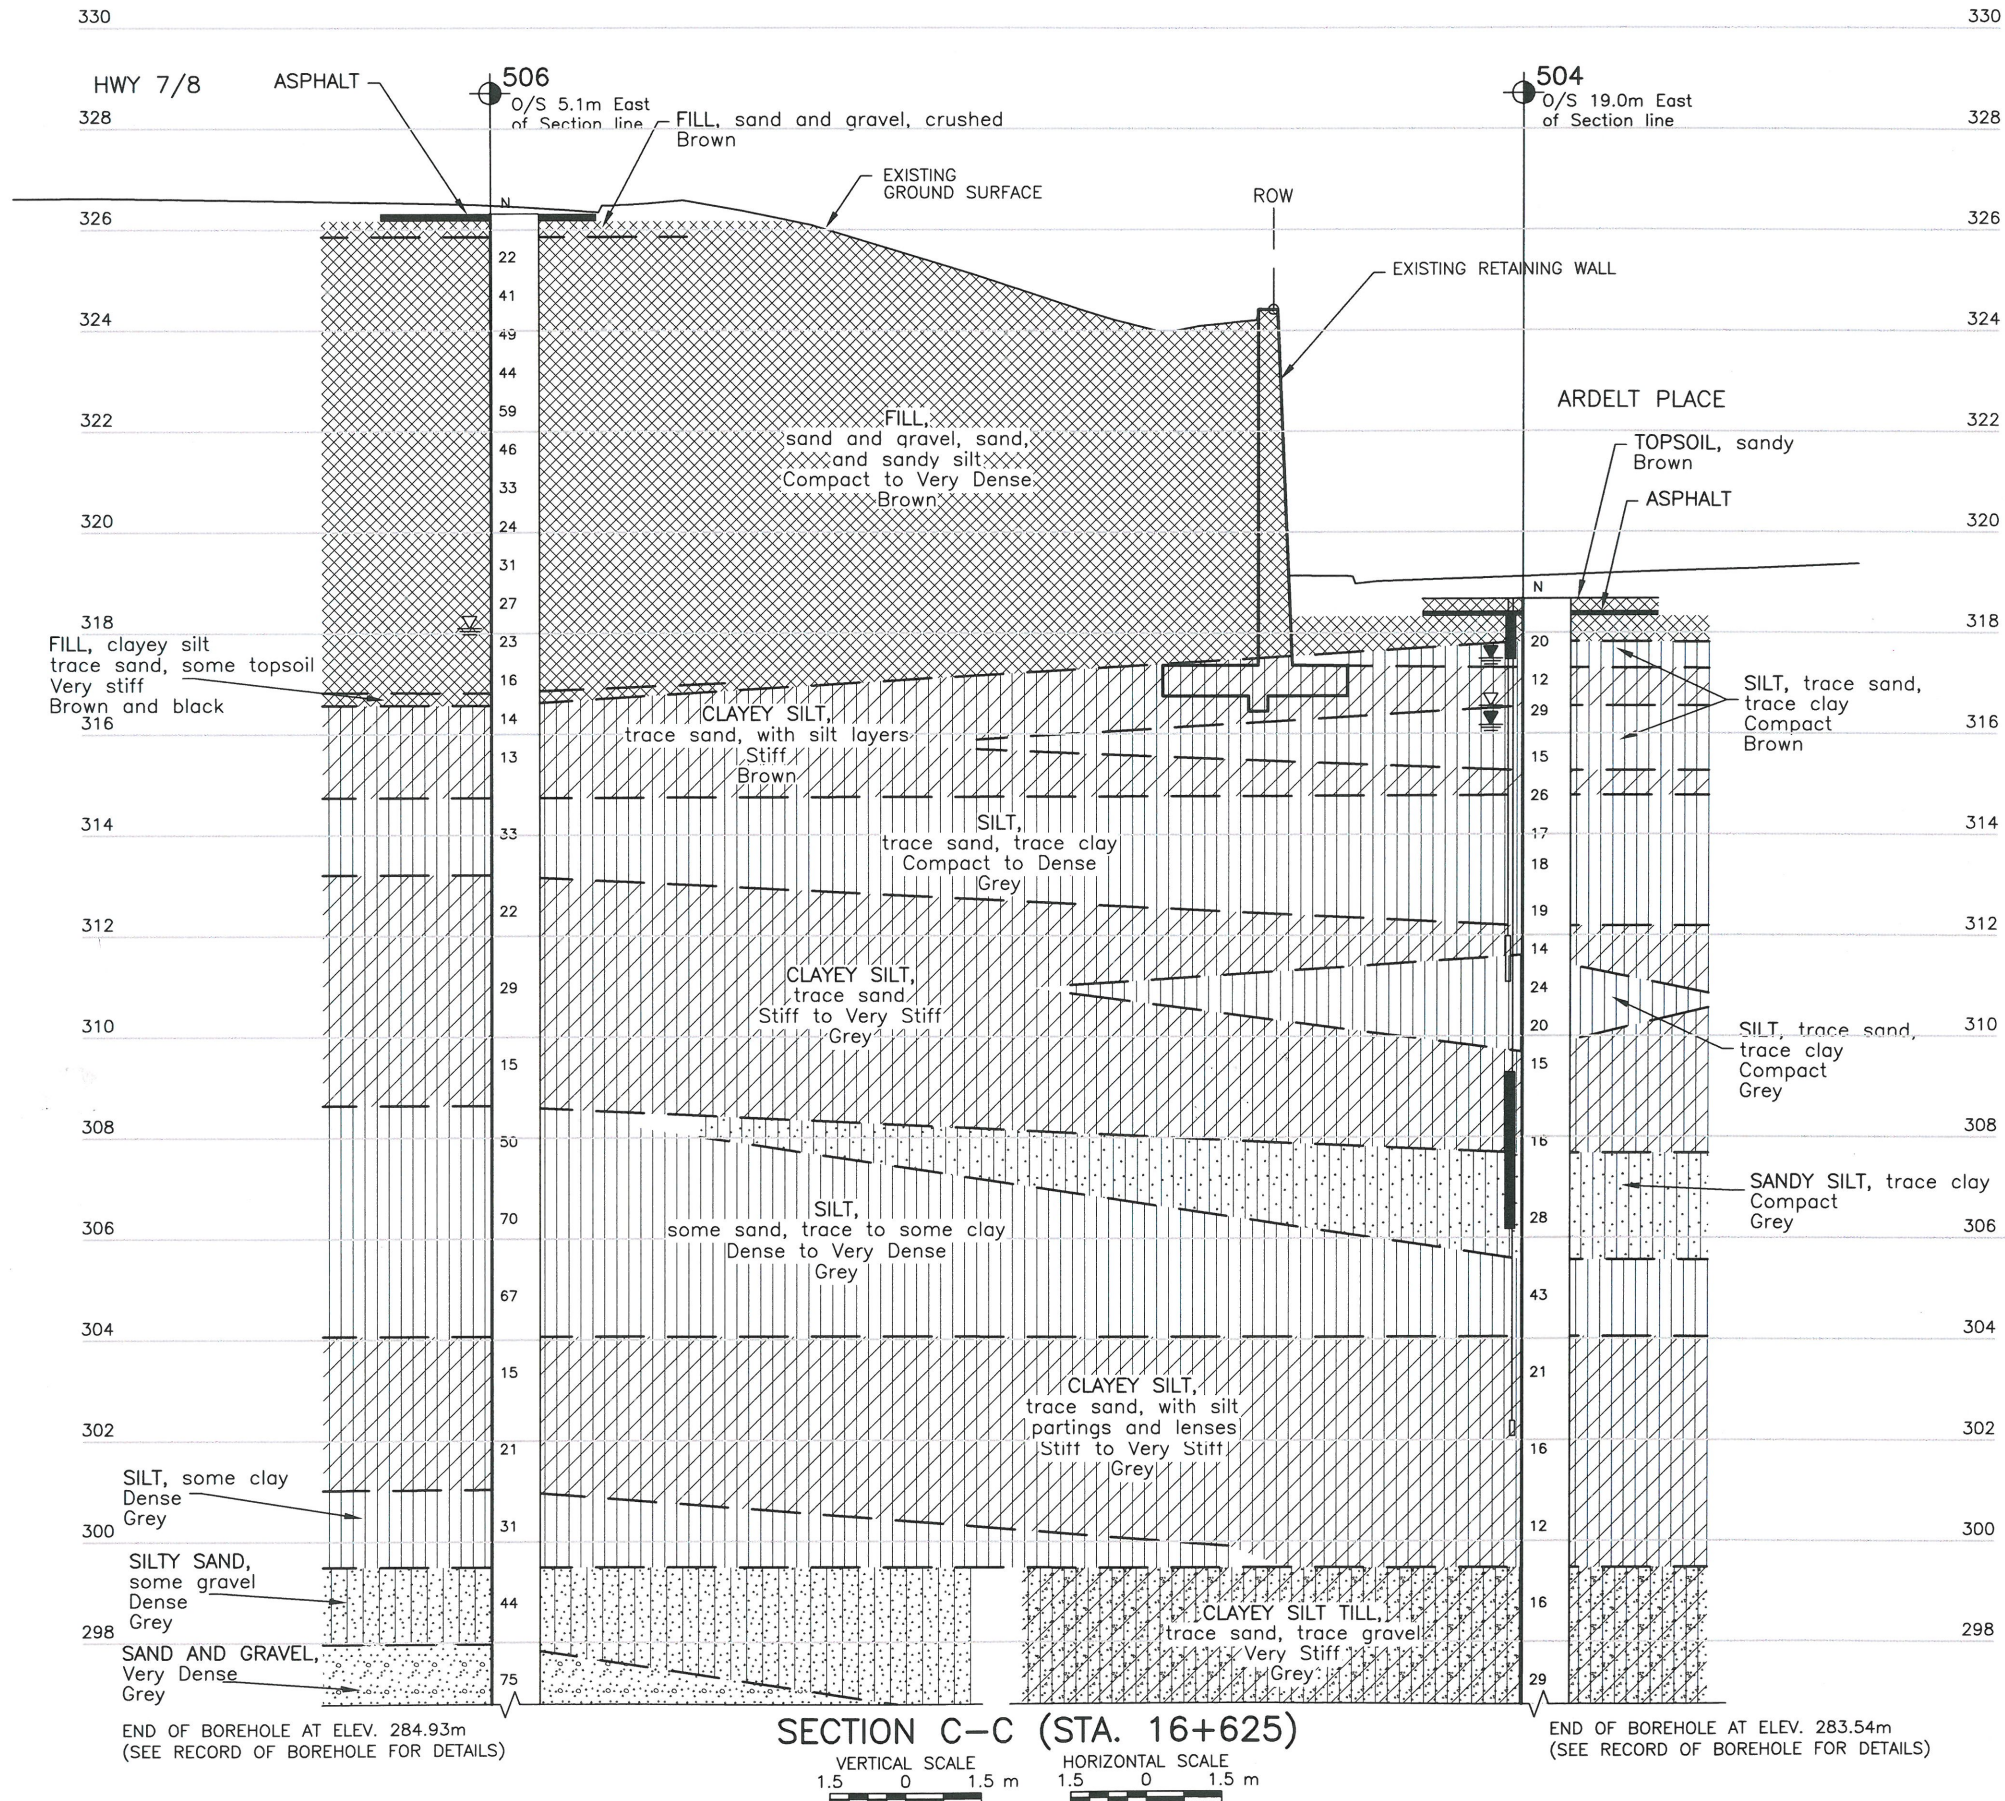 330
330
HWY 7/8
ASPHALT
506
O/S 5.1m East
of Section line
504
O/S 19.0m East
of Section line
328
328
FILL, sand and gravel, crushed
Brown
EXISTING
GROUND SURFACE
ROW
N
326
326
22
EXISTING RETAINING WALL
41
324
324
49
44
ARDELT PLACE
59
322
322
FILL,
sand and gravel, sand,
and sandy silt
Compact to Very Dense
Brown
TOPSOIL, sandy
Brown
46
33
ASPHALT
320
320
24
31
N
27
318
318
23
20
FILL, clayey silt
trace sand, some topsoil
Very stiff
Brown and black
16
12
SILT, trace sand,
trace clay
Compact
Brown
14
29
316
316
CLAYEY SILT,
trace sand, with silt layers
Stiff
Brown
13
15
26
314
314
33
17
SILT,
trace sand, trace clay
Compact to Dense
Grey
18
22
19
312
312
14
CLAYEY SILT,
trace sand
Stiff to Very Stiff
Grey
29
24
310
310
20
SILT, trace sand,
trace clay
Compact
Grey
15
15
308
308
50
16
SANDY SILT, trace clay
Compact
Grey
70
28
SILT,
some sand, trace to some clay
Dense to Very Dense
Grey
306
306
67
43
304
304
15
21
CLAYEY SILT,
trace sand, with silt
partings and lenses
Stiff to Very Stiff
Grey
302
302
21
16
SILT, some clay
Dense
Grey
31
12
300
300
SILTY SAND,
some gravel
Dense
Grey
44
16
CLAYEY SILT TILL,
trace sand, trace gravel
Very Stiff
Grey
298
298
SAND AND GRAVEL,
Very Dense
Grey
75
29
END OF BOREHOLE AT ELEV. 284.93m
(SEE RECORD OF BOREHOLE FOR DETAILS)
SECTION C-C (STA. 16+625)
END OF BOREHOLE AT ELEV. 283.54m
(SEE RECORD OF BOREHOLE FOR DETAILS)
VERTICAL SCALE
1.5 0 1.5 m
HORIZONTAL SCALE
1.5 0 1.5 m